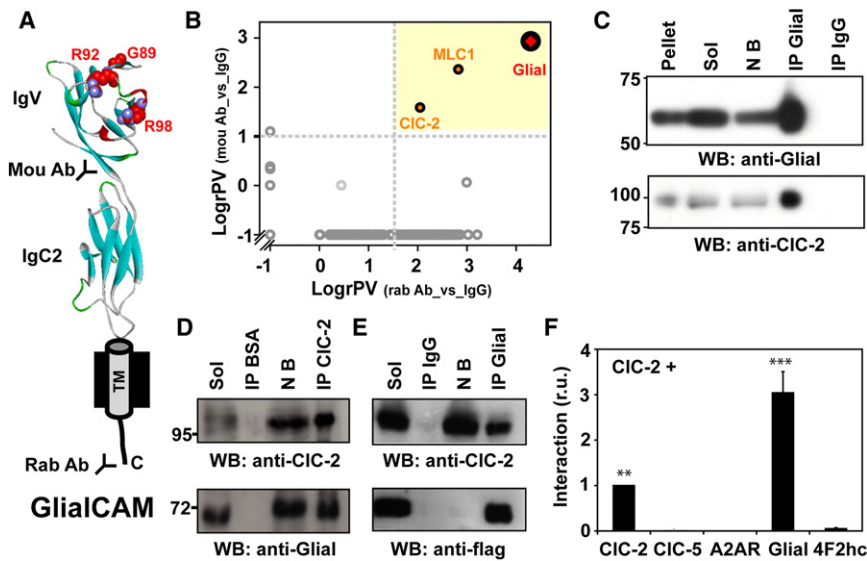 A
R92
G89
IgV
R98
Mou Ab
IgC2
TM
Rab Ab
C
GlialCAM
B
LogrPV (mou Ab_vs_IgG)
3
2
1
0
-1
MLC1
Glial
ClC-2
-1
0
1
2
3
4
5
LogrPV (rab Ab_vs_IgG)
C
Pellet
Sol
N B
IP Glial
IP IgG
75
50
WB: anti-Glial
100
75
WB: anti-ClC-2
D
Sol
IP BSA
N B
IP ClC-2
95
WB: anti-ClC-2
72
WB: anti-Glial
E
Sol
IP IgG
N B
IP Glial
WB: anti-ClC-2
WB: anti-flag
F
Interaction (r.u.)
4
3
2
1
0
ClC-2 +
**
***
ClC-2
ClC-5
A2AR
Glial
4F2hc